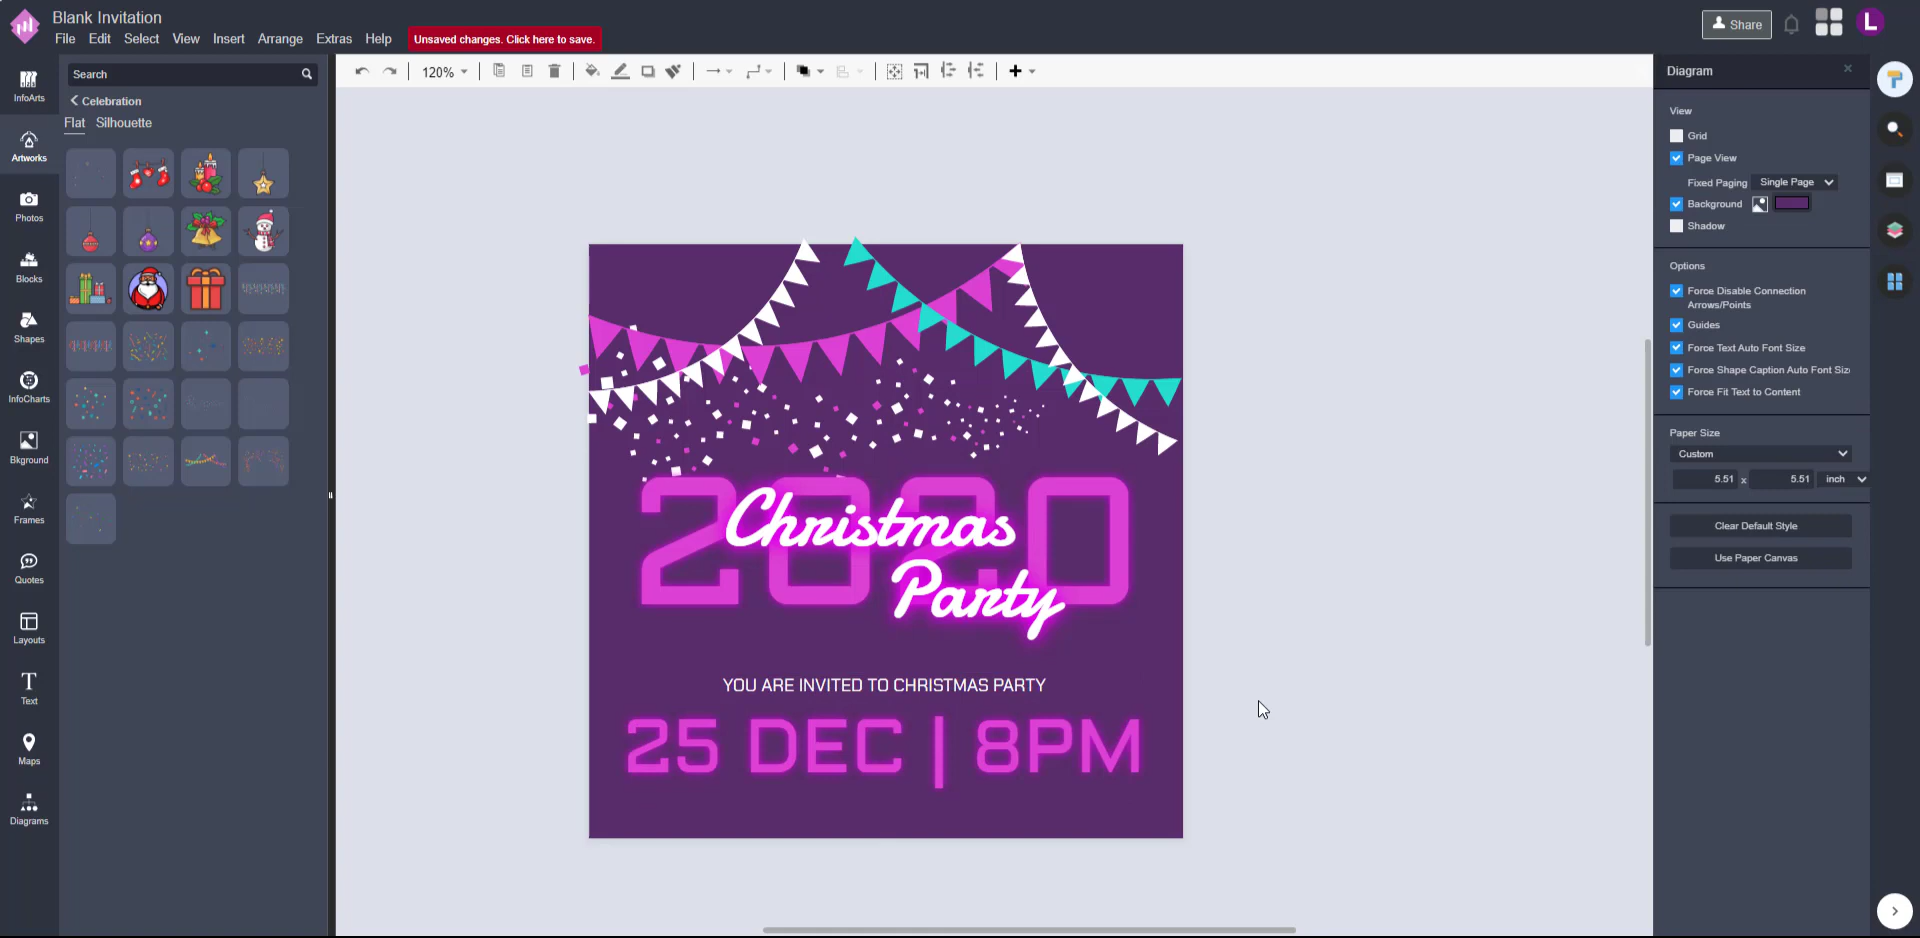 Blank Invitation
File Edit Select View Insert Arrange Extras Help
Unsaved changes. Click here to save.
Share
L
InfoArts
Artworks
Photos
Blocks
Shapes
InfoCharts
Bkground
Frames
Quotes
Layouts
Text
Maps
Diagrams
Search
Celebration
Flat Silhouette
120%
2020
Christmas
Party
YOU ARE INVITED TO CHRISTMAS PARTY
25 DEC | 8PM
Diagram
View
Grid
Page View
Fixed Paging Single Page
Background
Shadow
Options
Force Disable Connection
Arrows/Points
Guides
Force Text Auto Font Size
Force Shape Caption Auto Font Siz
Force Fit Text to Content
Paper Size
Custom
5.51 x 5.51 inch
Clear Default Style
Use Paper Canvas